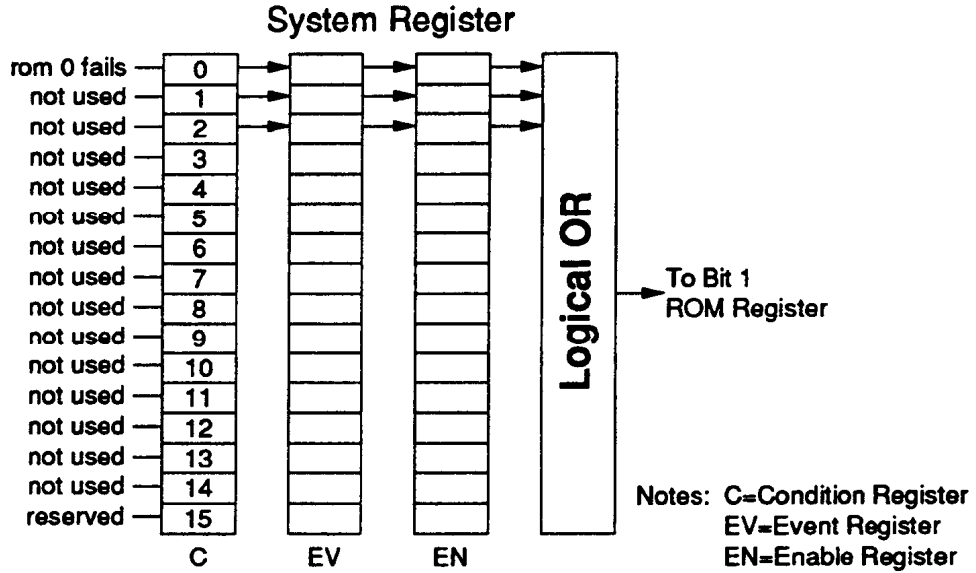 System Register
rom 0 fails 0
not used 1
not used 2
not used 3
not used 4
not used 5
not used 6
not used 7
not used 8
not used 9
not used 10
not used 11
not used 12
not used 13
not used 14
reserved 15
C EV EN
Logical OR
To Bit 1
ROM Register
Notes: C=Condition Register
EV=Event Register
EN=Enable Register